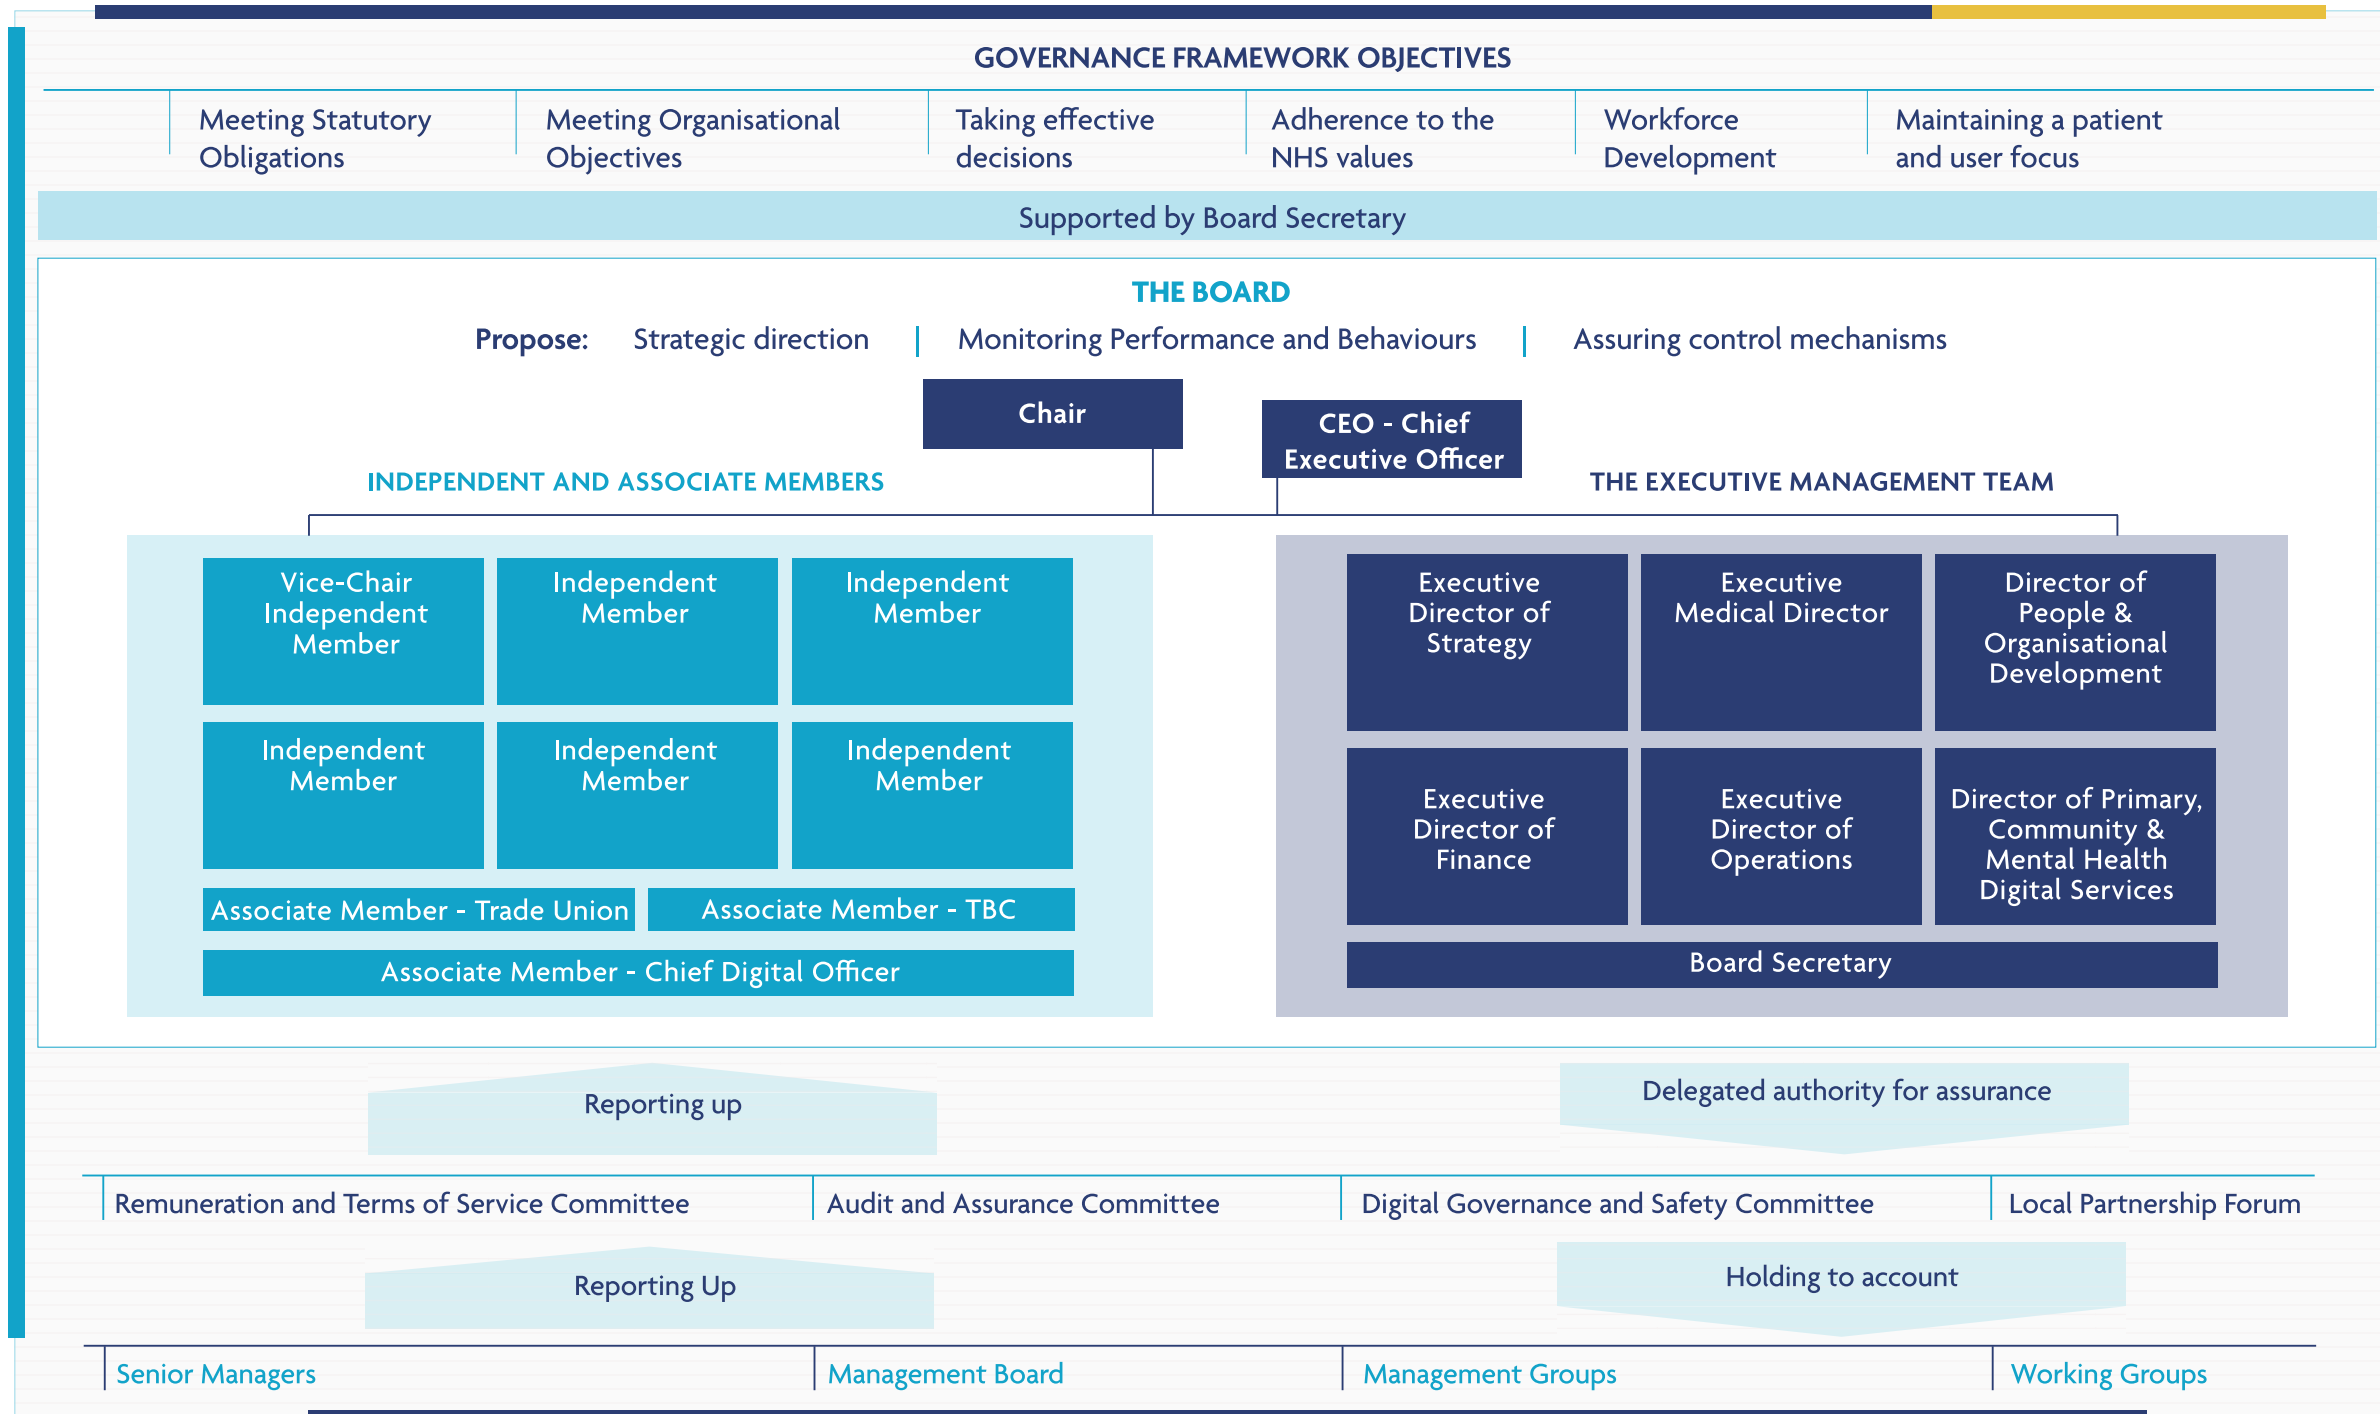 GOVERNANCE FRAMEWORK OBJECTIVES
Meeting Statutory
Obligations
Meeting Organisational
Objectives
Taking effective
decisions
Adherence to the
NHS values
Workforce
Development
Maintaining a patient
and user focus
Supported by Board Secretary
THE BOARD
Propose: Strategic direction Monitoring Performance and Behaviours Assuring control mechanisms
Chair
CEO - Chief
Executive Officer
INDEPENDENT AND ASSOCIATE MEMBERS
Vice-Chair
Independent
Member
Independent
Member
Independent
Member
Independent
Member
Independent
Member
Independent
Member
Associate Member - Trade Union
Associate Member - TBC
Associate Member - Chief Digital Officer
THE EXECUTIVE MANAGEMENT TEAM
Executive
Director of
Strategy
Executive
Medical Director
Director of
People &
Organisational
Development
Executive
Director of
Finance
Executive
Director of
Operations
Director of Primary,
Community &
Mental Health
Digital Services
Board Secretary
Reporting up
Delegated authority for assurance
Remuneration and Terms of Service Committee
Audit and Assurance Committee
Digital Governance and Safety Committee
Local Partnership Forum
Reporting Up
Holding to account
Senior Managers
Management Board
Management Groups
Working Groups